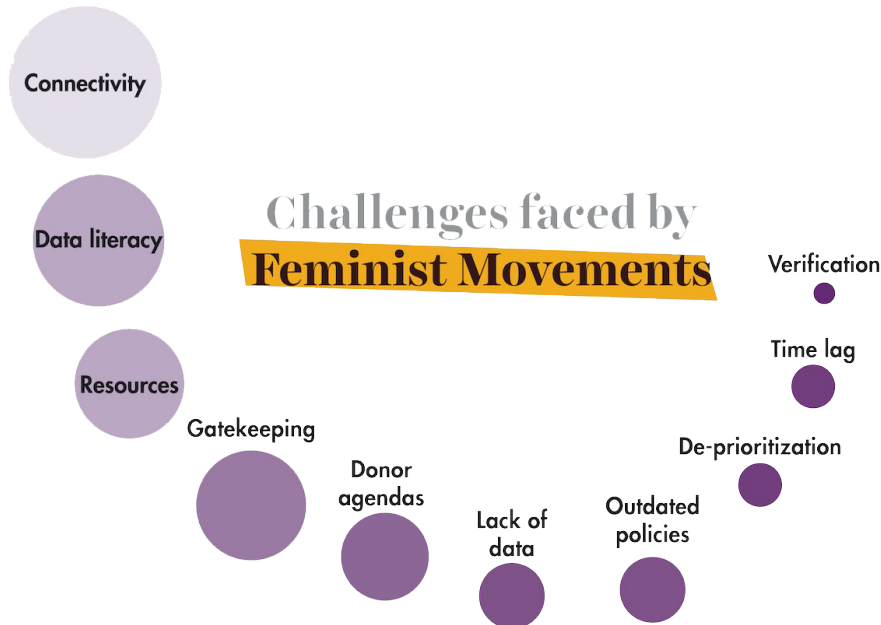 Connectivity
Data literacy
Resources
Challenges faced by
Feminist Movements
Gatekeeping
Donor
agendas
Lack of
data
Outdated
policies
De-prioritization
Time lag
Verification